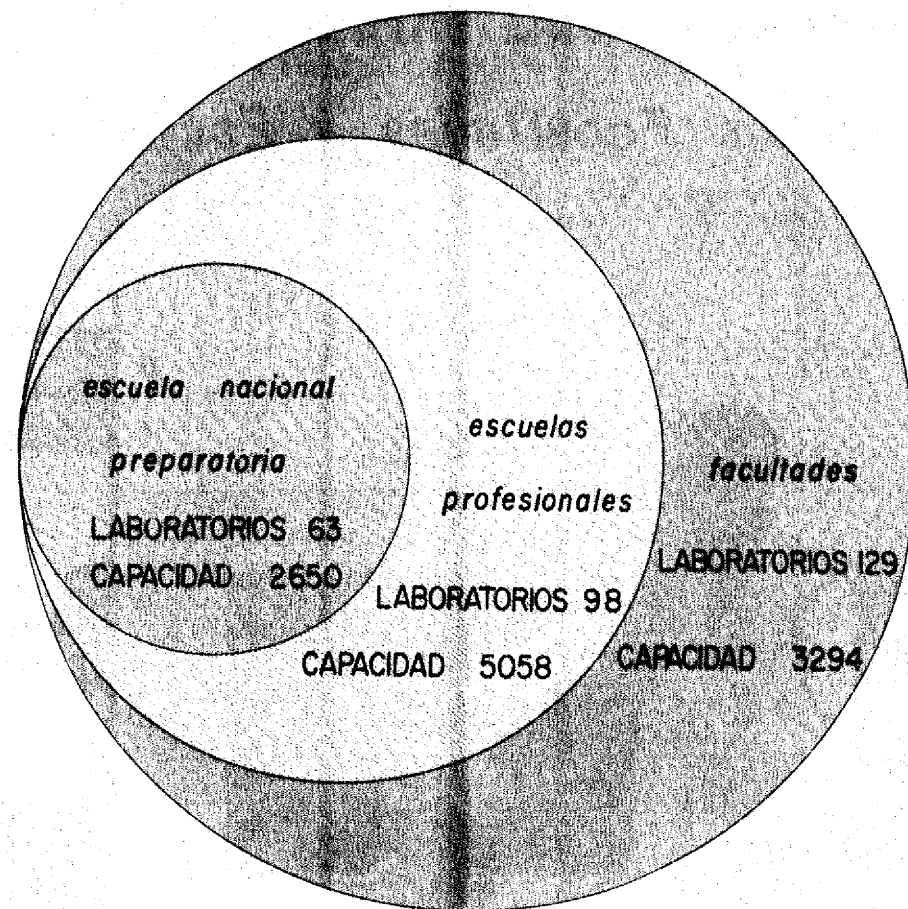 escuela nacional
preparatoria
LABORATORIOS 63
CAPACIDAD 2650
escuelas
profesionales
LABORATORIOS 98
CAPACIDAD 5058
facultades
LABORATORIOS 129
CAPACIDAD 3294